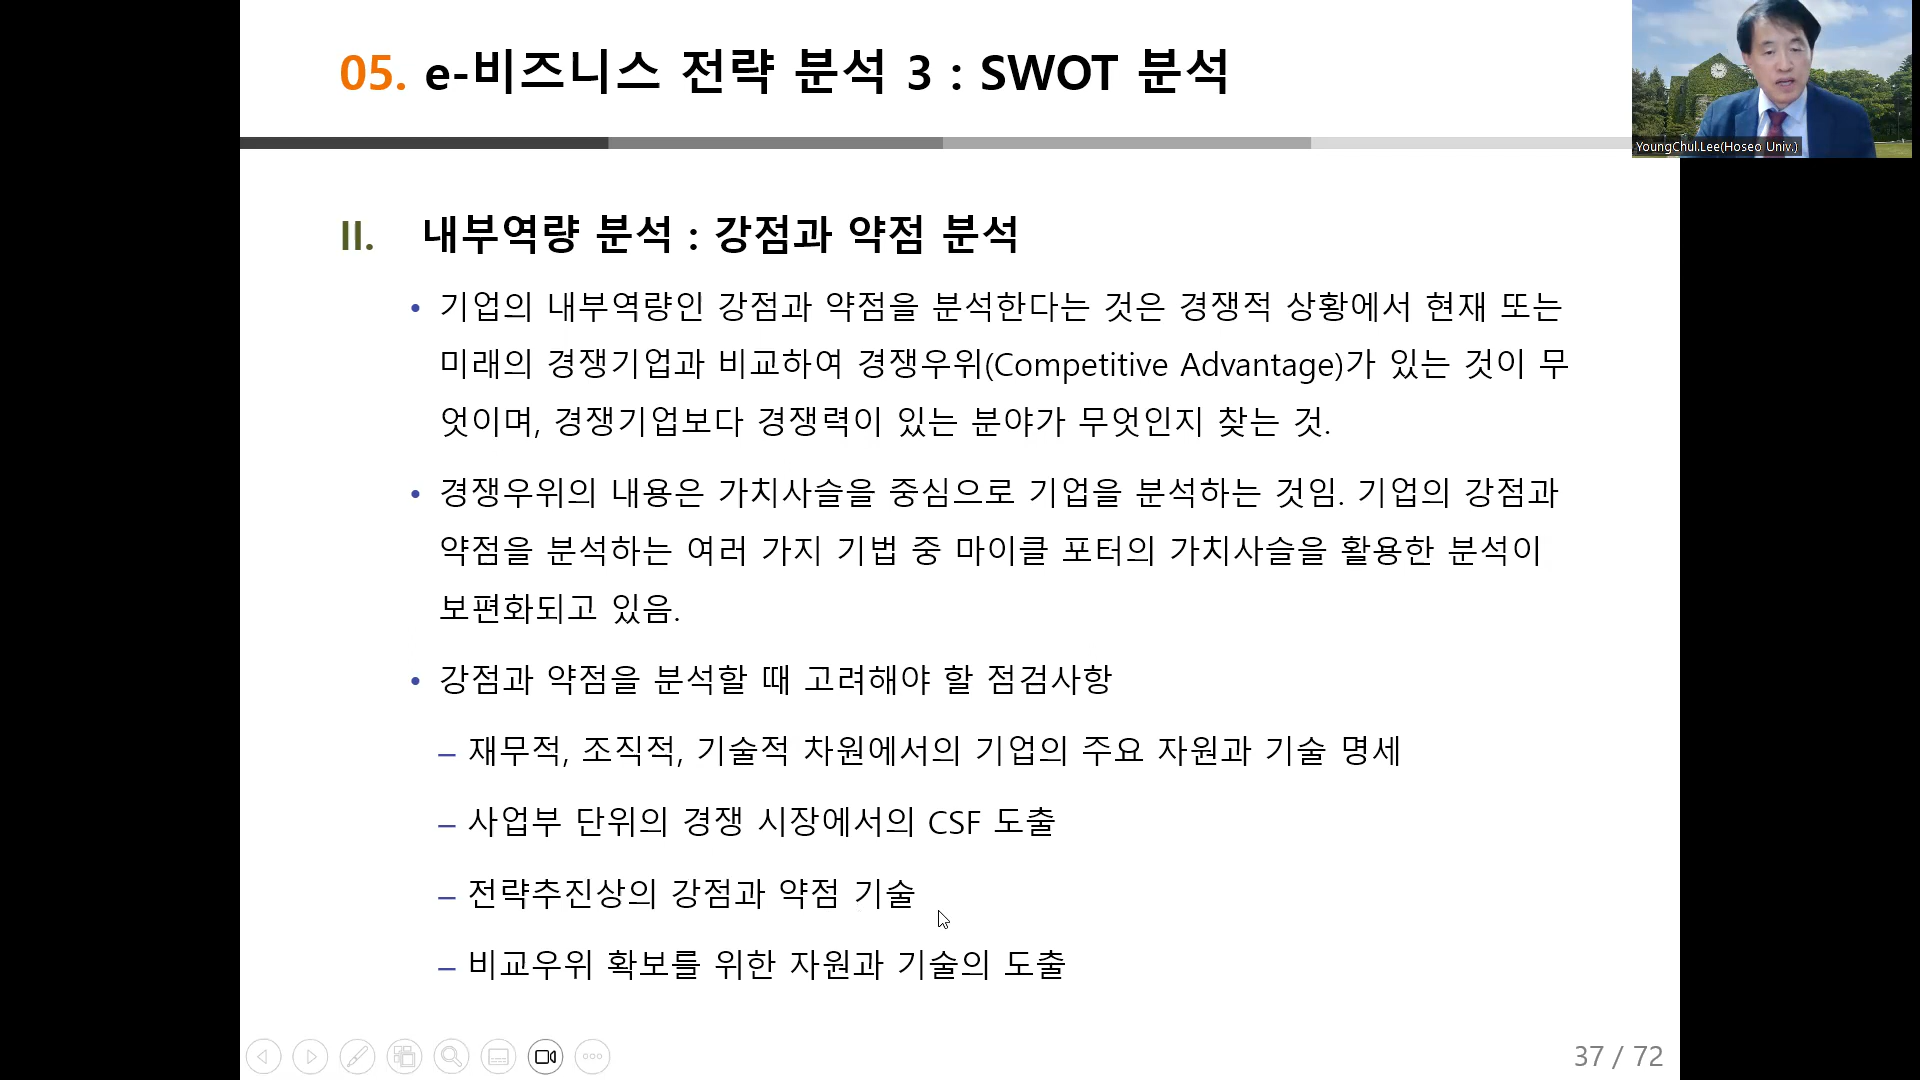 05. e-비즈니스 전략 분석 3 : SWOT 분석
YoungChul.Lee(Hoseo Univ.)
II. 내부역량 분석 : 강점과 약점 분석
• 기업의 내부역량인 강점과 약점을 분석한다는 것은 경쟁적 상황에서 현재 또는
미래의 경쟁기업과 비교하여 경쟁우위(Competitive Advantage)가 있는 것이 무
엇이며, 경쟁기업보다 경쟁력이 있는 분야가 무엇인지 찾는 것.
• 경쟁우위의 내용은 가치사슬을 중심으로 기업을 분석하는 것임. 기업의 강점과
약점을 분석하는 여러 가지 기법 중 마이클 포터의 가치사슬을 활용한 분석이
보편화되고 있음.
• 강점과 약점을 분석할 때 고려해야 할 점검사항
– 재무적, 조직적, 기술적 차원에서의 기업의 주요 자원과 기술 명세
– 사업부 단위의 경쟁 시장에서의 CSF 도출
– 전략추진상의 강점과 약점 기술
– 비교우위 확보를 위한 자원과 기술의 도출
37 / 72